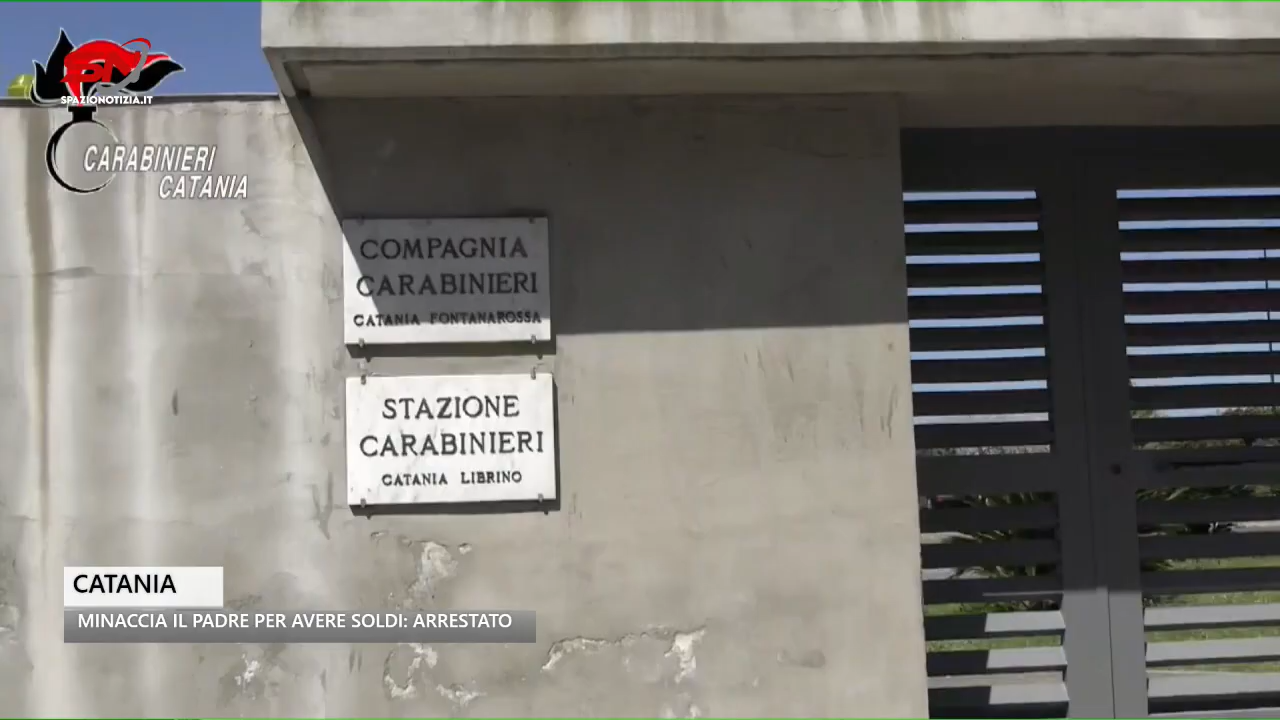 SN
SPAZIONOTIZIA.IT
CARABINIERI
CATANIA
COMPAGNIA
CARABINIERI
CATANIA FONTANAROSSA
STAZIONE
CARABINIERI
CATANIA LIBRINO
CATANIA
MINACCIA IL PADRE PER AVERE SOLDI: ARRESTATO